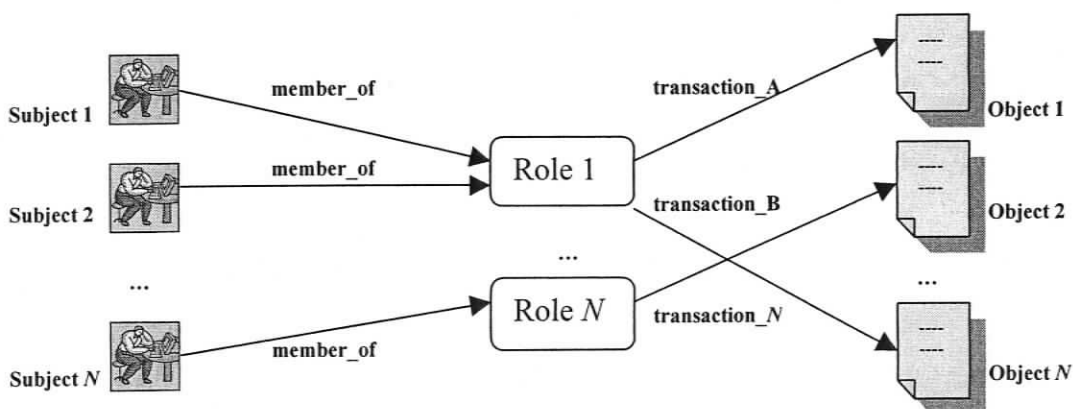 member_of
transaction_A
Subject 1
Object 1
Role 1
member_of
transaction_B
Subject 2
Object 2
...
...
...
Role N
transaction_N
member_of
Subject N
Object N